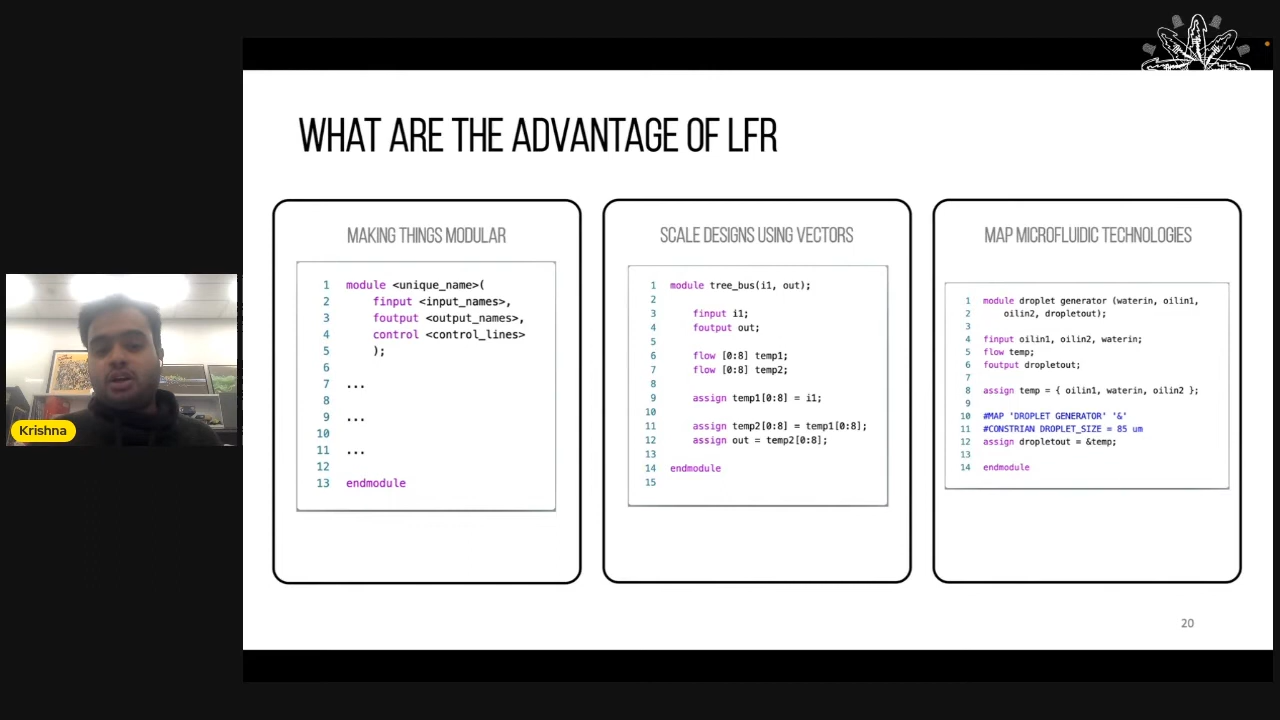 WHAT ARE THE ADVANTAGE OF LFR
MAKING THINGS MODULAR
1 module <unique_name>(
2 finput <input_names>,
3 foutput <output_names>,
4 control <control_lines>
5 );
6
7 ...
8
9 ...
10
11 ...
12
13 endmodule
SCALE DESIGNS USING VECTORS
1 module tree_bus(i1, out);
2
3 finput i1;
4 foutput out;
5
6 flow [0:8] temp1;
7 flow [0:8] temp2;
8
9 assign temp1[0:8] = i1;
10
11 assign temp2[0:8] = temp1[0:8];
12 assign out = temp2[0:8];
13
14 endmodule
15
MAP MICROFLUIDIC TECHNOLOGIES
1 module droplet generator (waterin, oilin1,
2 oilin2, dropletout);
3
4 finput oilin1, oilin2, waterin;
5 flow temp;
6 foutput dropletout;
7
8 assign temp = { oilin1, waterin, oilin2 };
9
10 #MAP 'DROPLET GENERATOR' '&'
11 #CONSTRIAN DROPLET_SIZE = 85 um
12 assign dropletout = &temp;
13
14 endmodule
Krishna
20